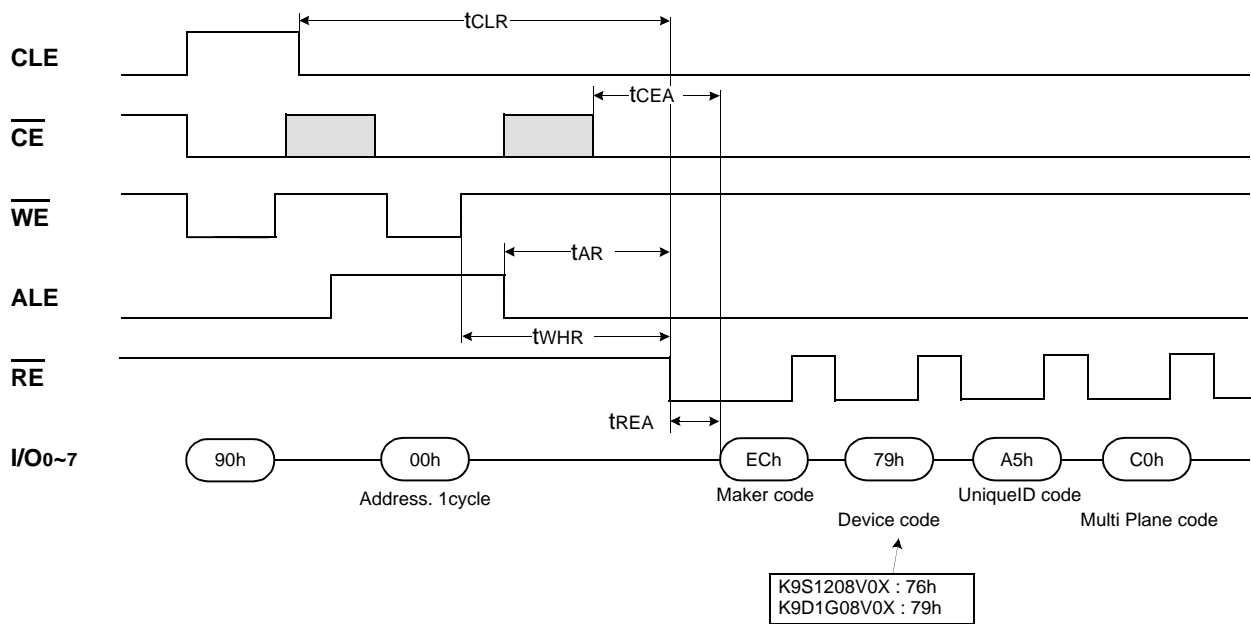 tCLR
CLE
tCEA
CE
WE
tAR
ALE
tWHR
RE
tREA
I/O0~7
90h
00h
ECh
79h
A5h
C0h
Address. 1cycle
Maker code
UniqueID code
Device code
Multi Plane code
K9S1208V0X : 76h
K9D1G08V0X : 79h